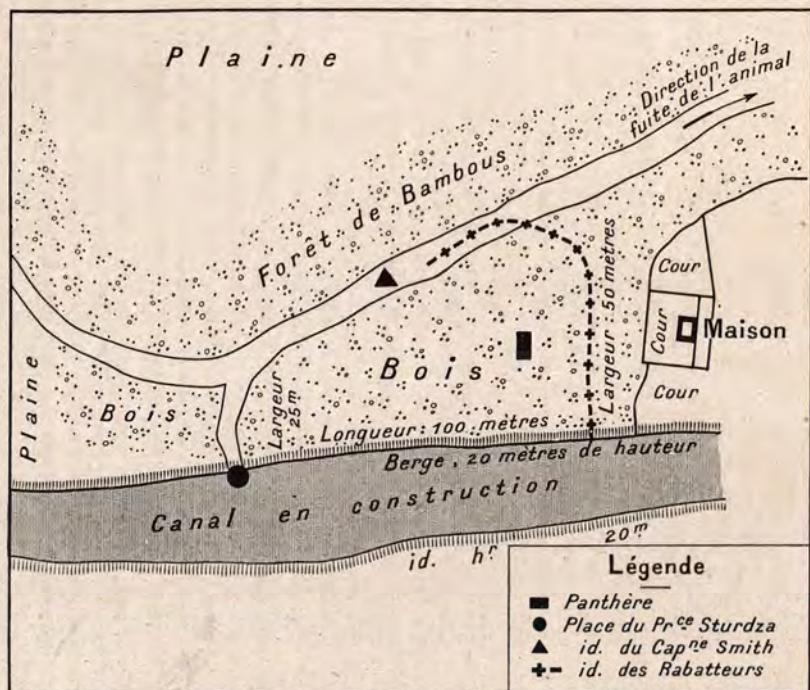 Plaine
Direction de la
fuite de l'animal
Forêt de Bambous
Cour
Largeur : 50 mètres
Cour
Maison
Plaine
Bois
Largeur
25m
Bois
Cour
Longueur : 100 mètres
Berge, 20 mètres de hauteur
Canal en construction
id. hr 20m
Légende
Panthère
Place du Prce Sturdza
id. du Capne Smith
id. des Rabatteurs